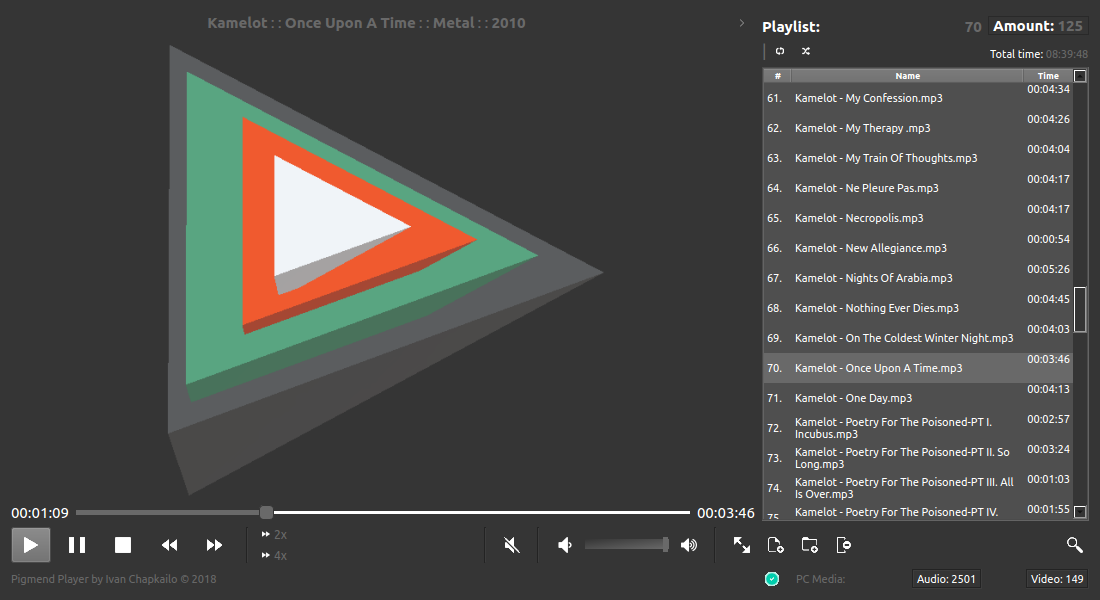 Kamelot : : Once Upon A Time : : Metal : : 2010
Playlist: 70 Amount: 125
Total time: 08:39:48
# Name Time
61. Kamelot - My Confession.mp3 00:04:34
62. Kamelot - My Therapy .mp3 00:04:26
63. Kamelot - My Train Of Thoughts.mp3 00:04:04
64. Kamelot - Ne Pleure Pas.mp3 00:04:17
65. Kamelot - Necropolis.mp3 00:04:17
66. Kamelot - New Allegiance.mp3 00:00:54
67. Kamelot - Nights Of Arabia.mp3 00:05:26
68. Kamelot - Nothing Ever Dies.mp3 00:04:45
69. Kamelot - On The Coldest Winter Night.mp3 00:04:03
70. Kamelot - Once Upon A Time.mp3 00:03:46
71. Kamelot - One Day.mp3 00:04:13
72. Kamelot - Poetry For The Poisoned-PT I. 00:02:57
Incubus.mp3
73. Kamelot - Poetry For The Poisoned-PT II. So 00:03:24
Long.mp3
74. Kamelot - Poetry For The Poisoned-PT III. All 00:01:03
Is Over.mp3
75. Kamelot - Poetry For The Poisoned-PT IV. 00:01:55
00:01:09 00:03:46
2x
4x
Pigmend Player by Ivan Chapkailo © 2018
PC Media: Audio: 2501 Video: 149